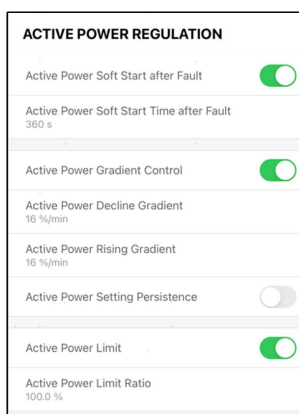 ACTIVE POWER REGULATION
Active Power Soft Start after Fault
Active Power Soft Start Time after Fault
360 s
Active Power Gradient Control
Active Power Decline Gradient
16 %/min
Active Power Rising Gradient
16 %/min
Active Power Setting Persistence
Active Power Limit
Active Power Limit Ratio
100.0 %